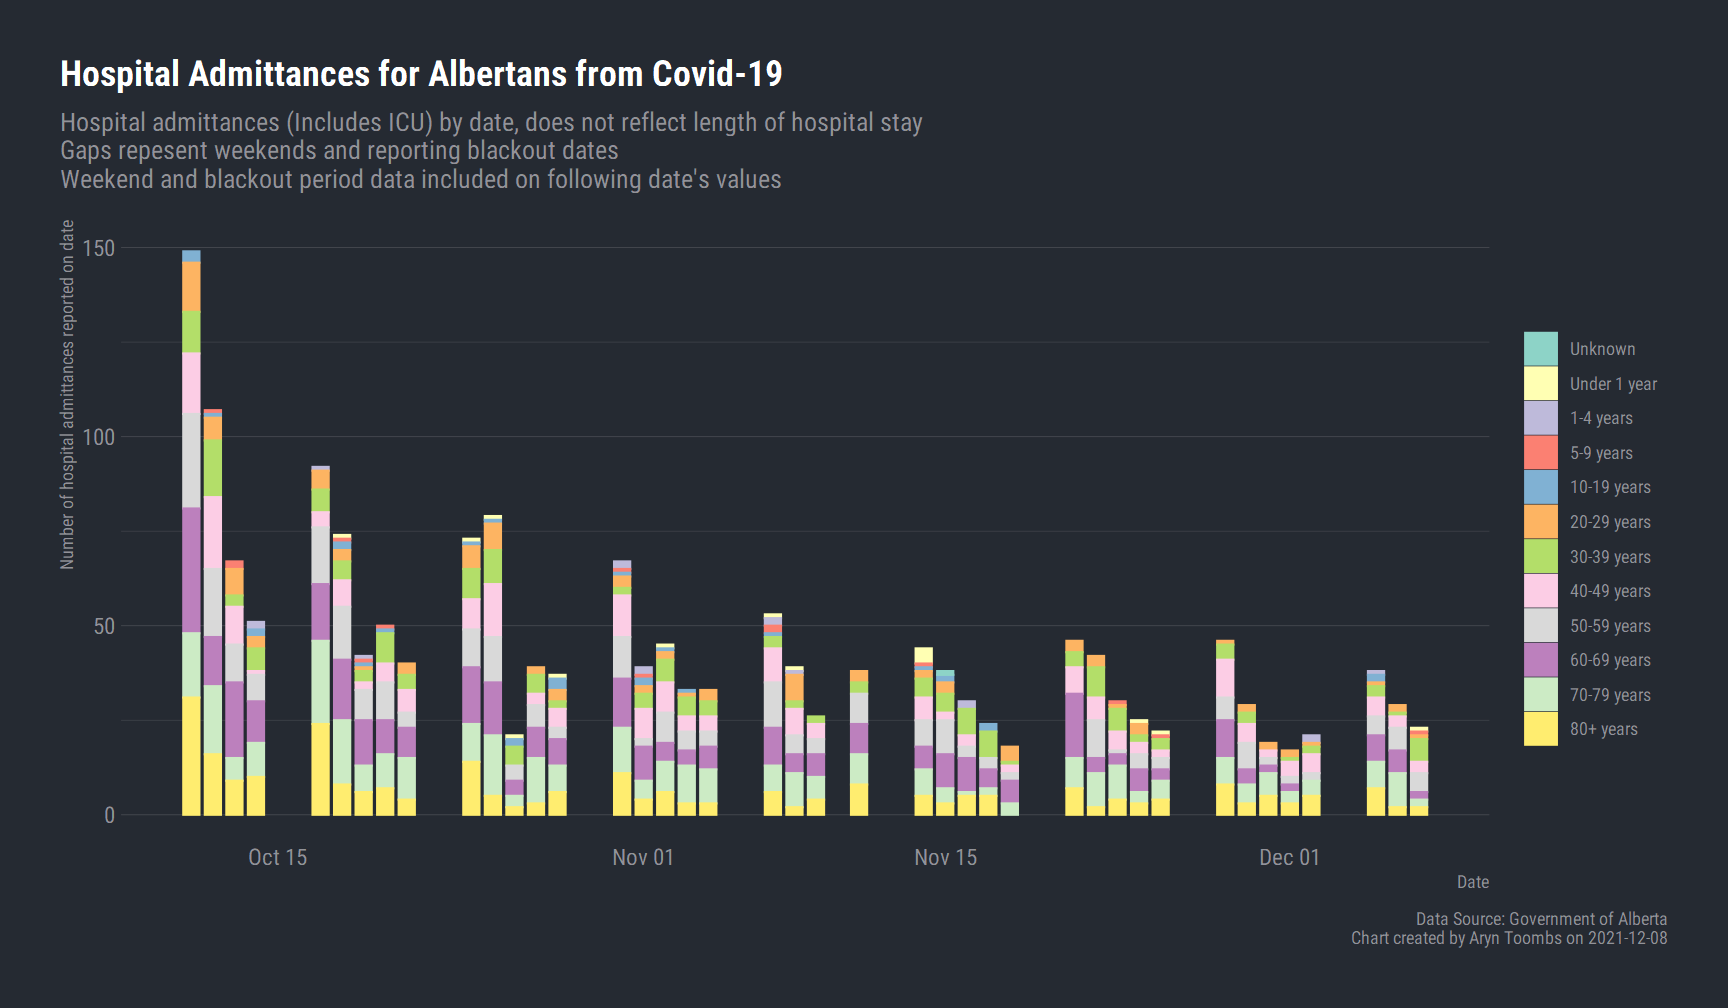 Hospital Admittances for Albertans from Covid-19
Hospital admittances (Includes ICU) by date, does not reflect length of hospital stay
Gaps repesent weekends and reporting blackout dates
Weekend and blackout period data included on following date's values
Number of hospital admittances reported on date
150
100
50
0
Oct 15
Nov 01
Nov 15
Dec 01
Date
Unknown
Under 1 year
1-4 years
5-9 years
10-19 years
20-29 years
30-39 years
40-49 years
50-59 years
60-69 years
70-79 years
80+ years
Data Source: Government of Alberta
Chart created by Aryn Toombs on 2021-12-08